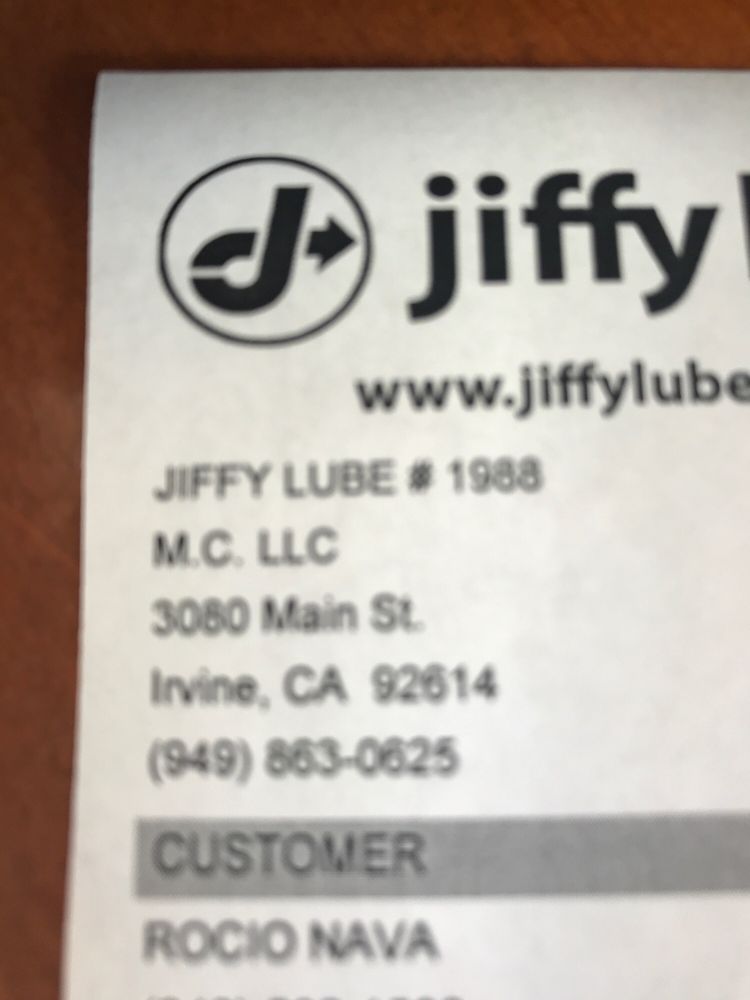 jiffy
www.jiffylube
JIFFY LUBE # 1988
M.C. LLC
3080 Main St.
Irvine, CA 92614
(949) 863-0625
CUSTOMER
ROCIO NAVA